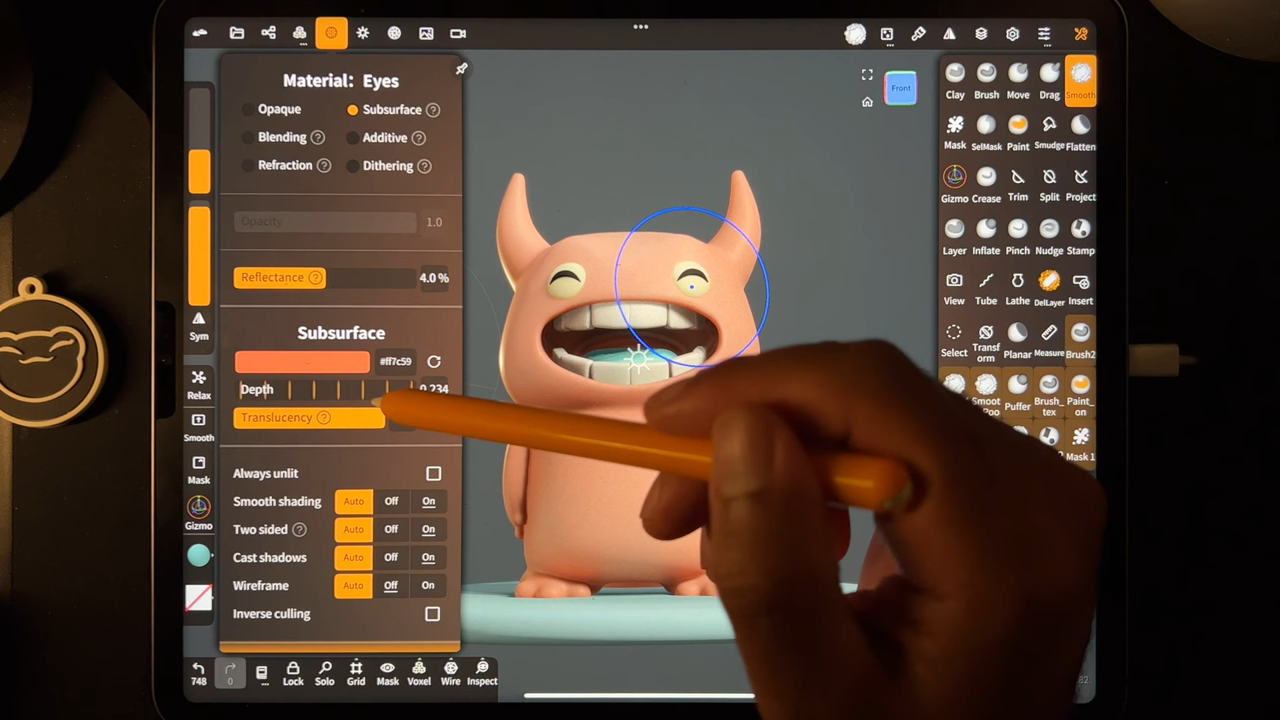 Material: Eyes
Opaque
Subsurface ?
Blending ?
Additive ?
Refraction ?
Dithering ?
Opacity
1.0
Reflectance ?
4.0 %
Subsurface
#ff7c59
Depth
0.234
Translucency ?
Always unlit
Smooth shading Auto Off On
Two sided ? Auto Off On
Cast shadows Auto Off On
Wireframe Auto Off On
Inverse culling
Sym
Relax
Smooth
Mask
Gizmo
748
0
Lock
Solo
Grid
Mask
Voxel
Wire
Inspect
Front
Clay Brush Move Drag Smooth
Mask SelMask Paint Smudge Flatten
Gizmo Crease Trim Split Project
Layer Inflate Pinch Nudge Stamp
View Tube Lathe DelLayer Insert
Select Transform Planar Measure Brush2
Puffer Brush_tex Paint_on
Mask 1